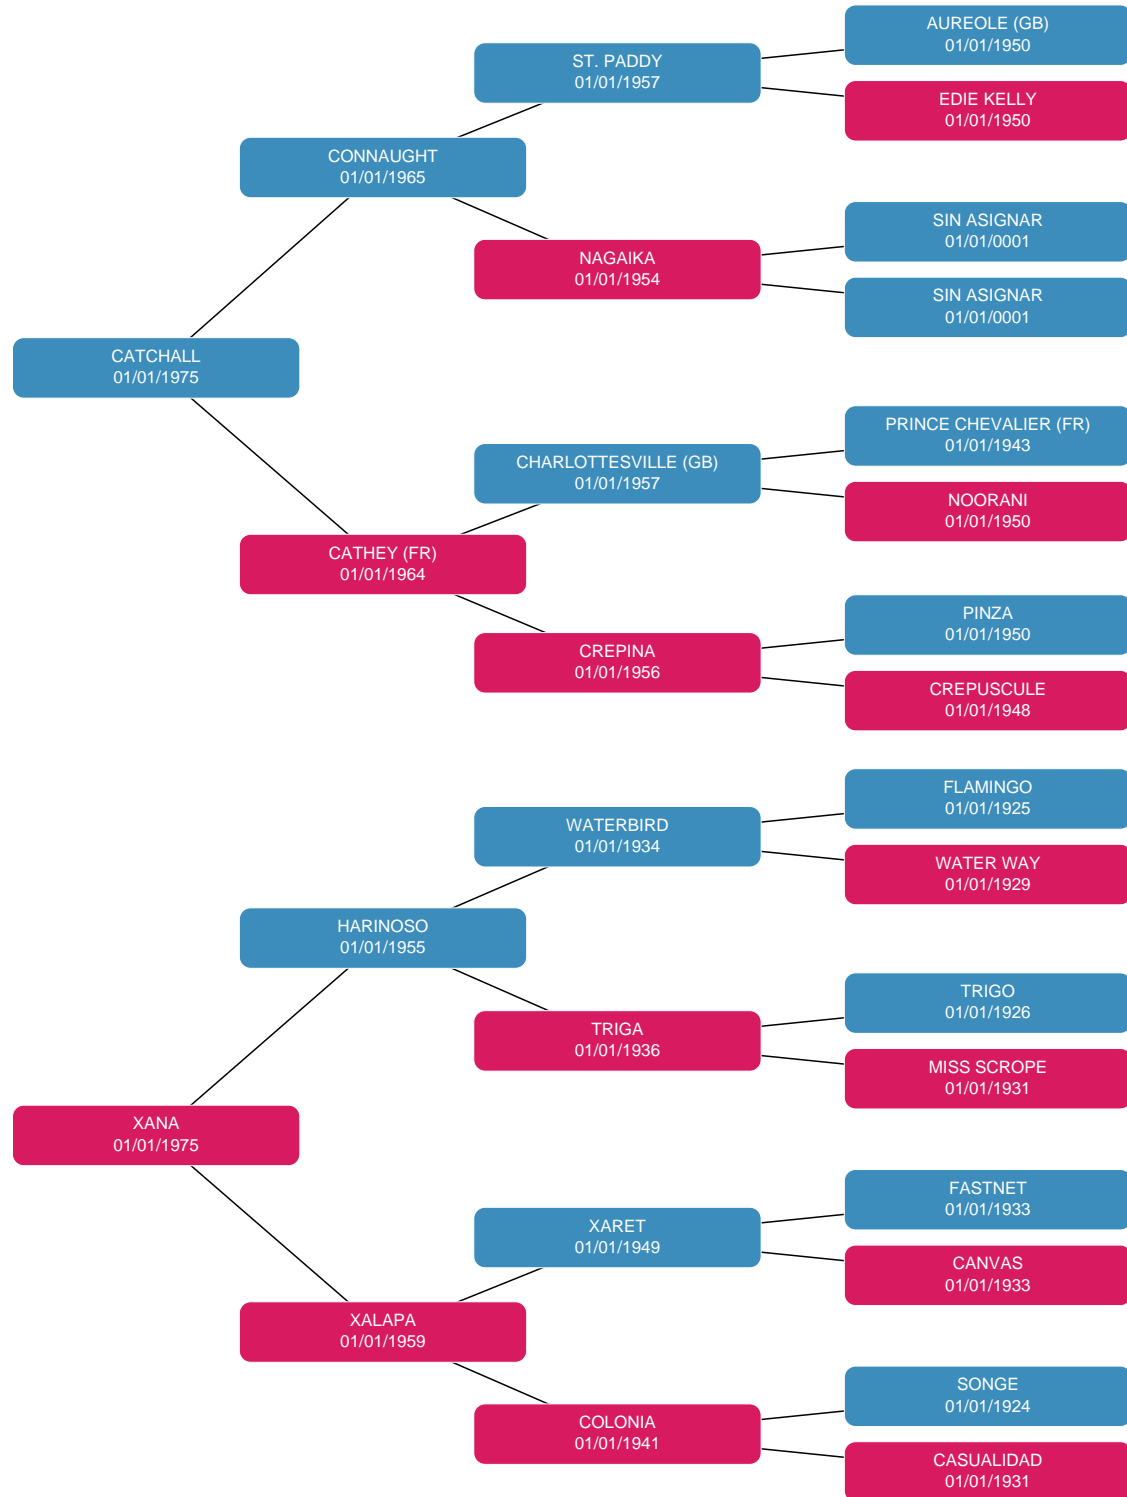 AUREOLE (GB)
01/01/1950
ST. PADDY
01/01/1957
EDIE KELLY
01/01/1950
CONNAUGHT
01/01/1965
SIN ASIGNAR
01/01/0001
NAGAIKA
01/01/1954
SIN ASIGNAR
01/01/0001
CATCHALL
01/01/1975
PRINCE CHEVALIER (FR)
01/01/1943
CHARLOTTESVILLE (GB)
01/01/1957
NOORANI
01/01/1950
CATHEY (FR)
01/01/1964
PINZA
01/01/1950
CREPINA
01/01/1956
CREPUSCULE
01/01/1948
FLAMINGO
01/01/1925
WATERBIRD
01/01/1934
WATER WAY
01/01/1929
HARINOSO
01/01/1955
TRIGO
01/01/1926
TRIGA
01/01/1936
MISS SCROPE
01/01/1931
XANA
01/01/1975
FASTNET
01/01/1933
XARET
01/01/1949
CANVAS
01/01/1933
XALAPA
01/01/1959
SONGE
01/01/1924
COLONIA
01/01/1941
CASUALIDAD
01/01/1931